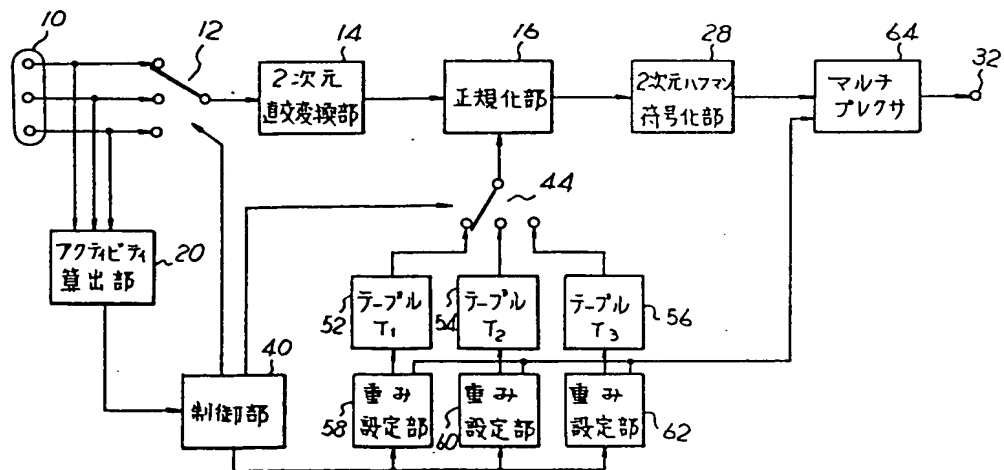 10
12
14
16
28
64
32
2次元
直交変換部
正規化部
2次元ハフマン
符号化部
マルチ
プレクサ
44
アクティビティ
算出部
20
52
テーブル
T1
54
テーブル
T2
テーブル
T3
56
40
制御部
58
重み
設定部
60
重み
設定部
重み
設定部
62